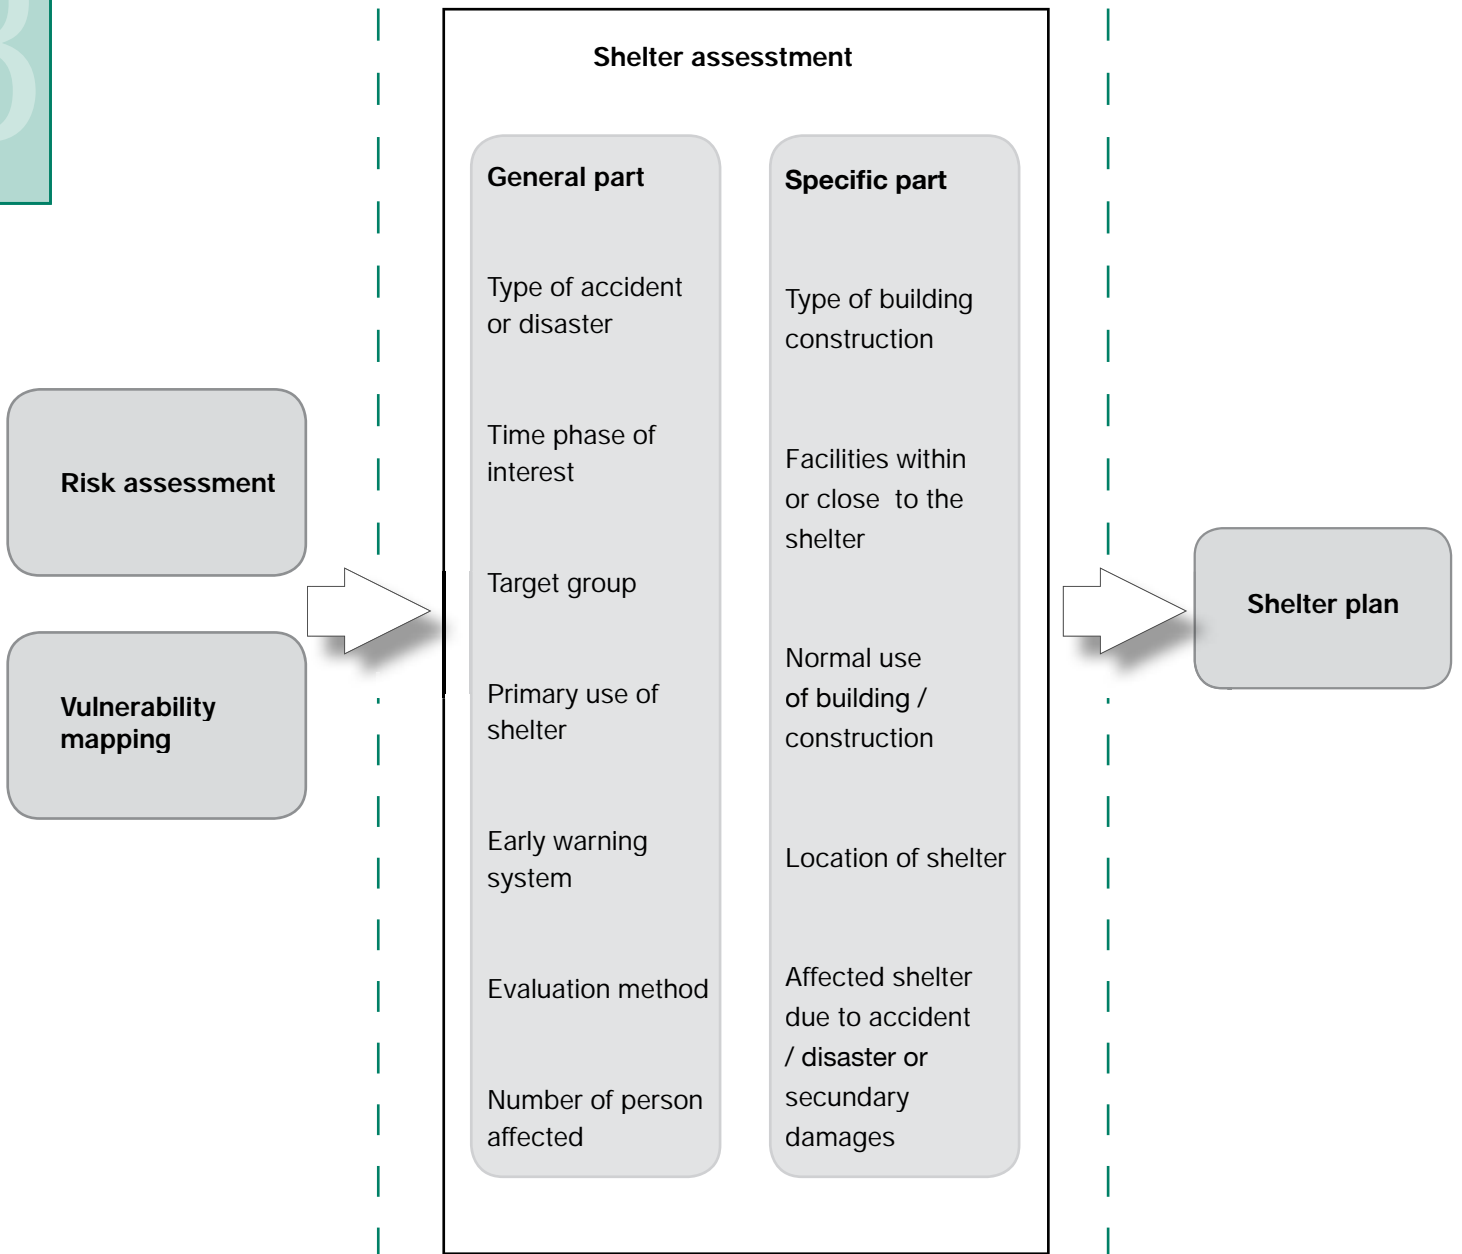 3
Shelter assesstment
General part
Type of accident
or disaster
Time phase of
interest
Target group
Primary use of
shelter
Early warning
system
Evaluation method
Number of person
affected
Specific part
Type of building
construction
Facilities within
or close to the
shelter
Normal use
of building /
construction
Location of shelter
Affected shelter
due to accident
/ disaster or
secundary
damages
Risk assessment
Vulnerability
mapping
Shelter plan